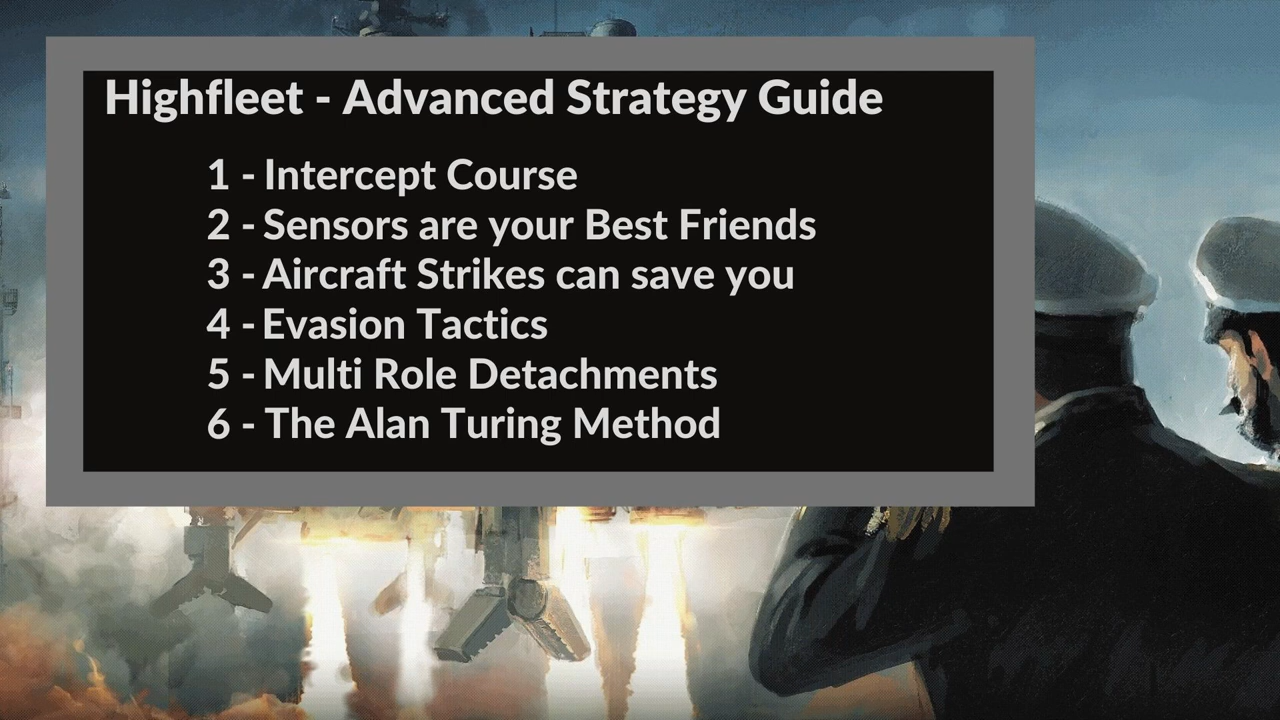 Highfleet - Advanced Strategy Guide
1 - Intercept Course
2 - Sensors are your Best Friends
3 - Aircraft Strikes can save you
4 - Evasion Tactics
5 - Multi Role Detachments
6 - The Alan Turing Method